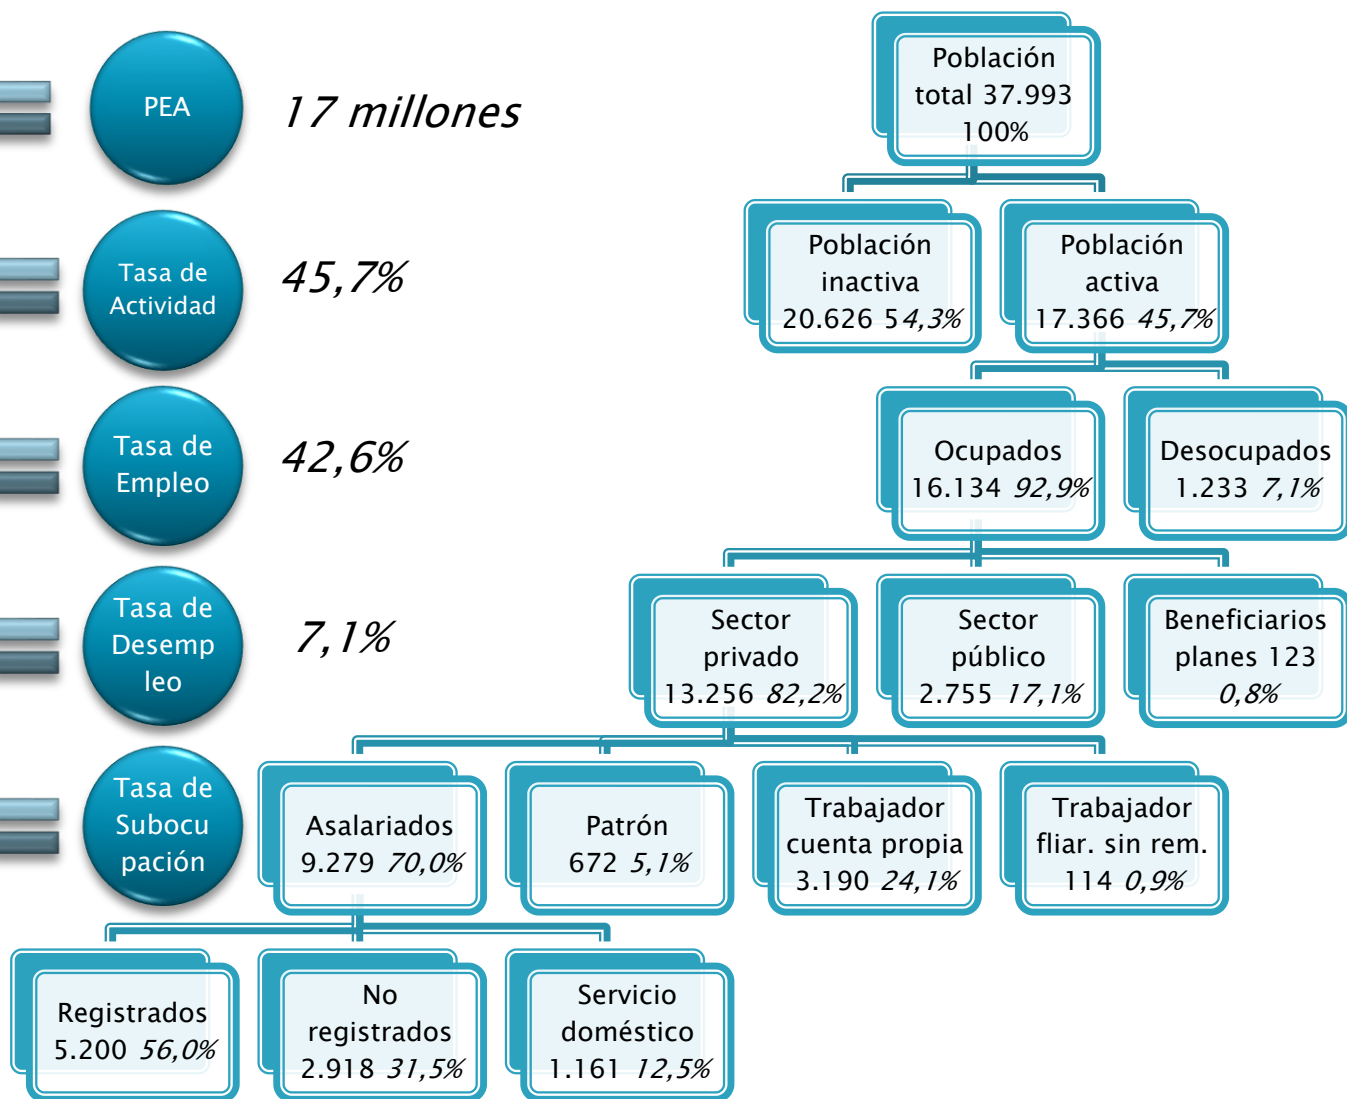 PEA
17 millones
Tasa de
Actividad
45,7%
Tasa de
Empleo
42,6%
Tasa de
Desemp
leo
7,1%
Tasa de
Subocu
pación
Población
total 37.993
100%
Población
inactiva
20.626 54,3%
Población
activa
17.366 45,7%
Ocupados
16.134 92,9%
Desocupados
1.233 7,1%
Sector
privado
13.256 82,2%
Sector
público
2.755 17,1%
Beneficiarios
planes 123
0,8%
Asalariados
9.279 70,0%
Patrón
672 5,1%
Trabajador
cuenta propia
3.190 24,1%
Trabajador
fliar. sin rem.
114 0,9%
Registrados
5.200 56,0%
No
registrados
2.918 31,5%
Servicio
doméstico
1.161 12,5%